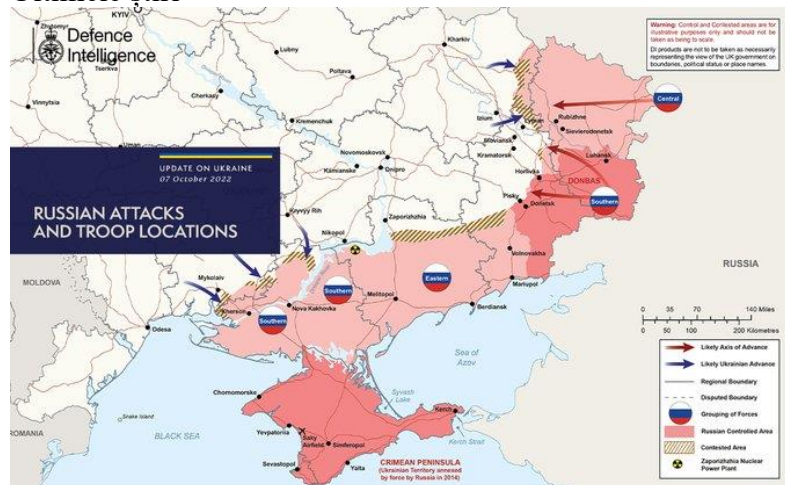 KYIV
Zhytomyr
Defence
Intelligence
Tserkva
Vinnytsia
Uman
Cherkasy
Lubny
Poltava
Kharkiv
Kremenchuk
Warning: Control and Contested areas are for
illustrative purposes only and should not be
taken as being to scale.
DI products are not to be taken as necessarily
representing the view of the UK government on
boundaries, political status or place names.
Izium
Lyman
Rubizhne
Sievierodonetsk
Central
Sloviansk
Kramatorsk
Luhansk
Horlivka
DONBAS
Southern
Pisky
Donetsk
Novomoskovsk
Kamianske
Dnipro
UPDATE ON UKRAINE
07 October 2022
RUSSIAN ATTACKS
AND TROOP LOCATIONS
Kryvyy Rih
Zaporizhzhia
Nikopol
Volnovakha
Mariupol
RUSSIA
MOLDOVA
Mykolaiv
Southern
Eastern
Melitopol
Berdiansk
Kherson
Nova Kakhovka
Southern
Odesa
0 35 70 140 Miles
0 50 100 200 Kilometres
Sea of
Azov
Syvash
Lake
Chornomorske
Snake Island
Kerch
Kerch Strait
Yevpatoriia
Saky
Airfield
Simferopol
ROMANIA
BLACK SEA
Sevastopol
Yalta
CRIMEAN PENINSULA
(Ukrainian Territory annexed
by force by Russia in 2014)
Likely Axis of Advance
Likely Ukrainian Advance
Regional Boundary
Disputed Boundary
Grouping of Forces
Russian Controlled Area
Contested Area
Zaporizhzhia Nuclear
Power Plant